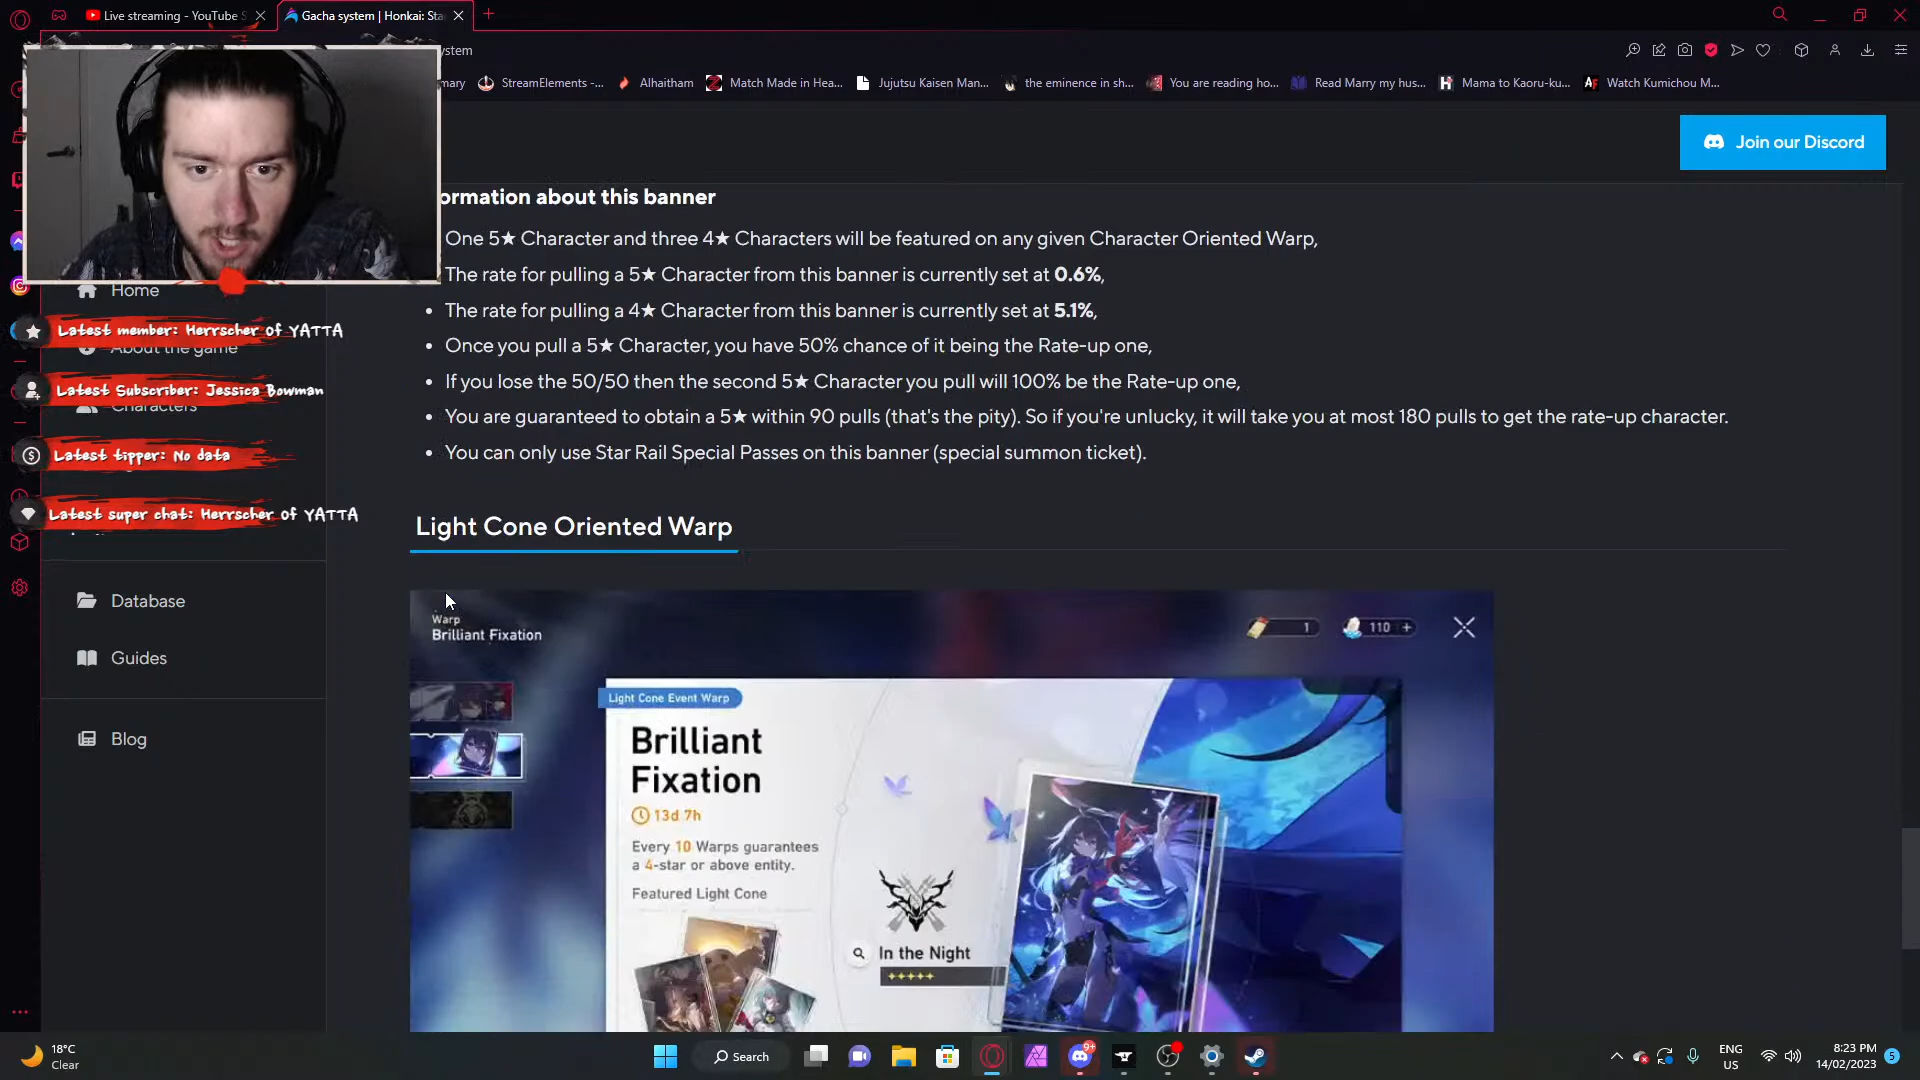 Live streaming - YouTube S
Gacha system | Honkai: Sta
ystem
mary
StreamElements -...
Alhaitham
Match Made in Hea...
Jujutsu Kaisen Man...
the eminence in sh...
You are reading ho...
Read Marry my hus...
Mama to Kaoru-ku...
Watch Kumichou M...
Join our Discord
ormation about this banner
One 5★ Character and three 4★ Characters will be featured on any given Character Oriented Warp,
The rate for pulling a 5★ Character from this banner is currently set at 0.6%,
The rate for pulling a 4★ Character from this banner is currently set at 5.1%,
Once you pull a 5★ Character, you have 50% chance of it being the Rate-up one,
If you lose the 50/50 then the second 5★ Character you pull will 100% be the Rate-up one,
You are guaranteed to obtain a 5★ within 90 pulls (that's the pity). So if you're unlucky, it will take you at most 180 pulls to get the rate-up character.
You can only use Star Rail Special Passes on this banner (special summon ticket).
Home
Latest member: Herrscher of YATTA
About the game
Latest Subscriber: Jessica Bowman
Characters
Latest tipper: No data
Latest super chat: Herrscher of YATTA
Database
Guides
Blog
Light Cone Oriented Warp
Warp
Brilliant Fixation
1
110 +
Light Cone Event Warp
Brilliant
Fixation
13d 7h
Every 10 Warps guarantees
a 4-star or above entity.
Featured Light Cone
In the Night
18°C
Clear
Search
9+
ENG
US
8:23 PM
14/02/2023
5